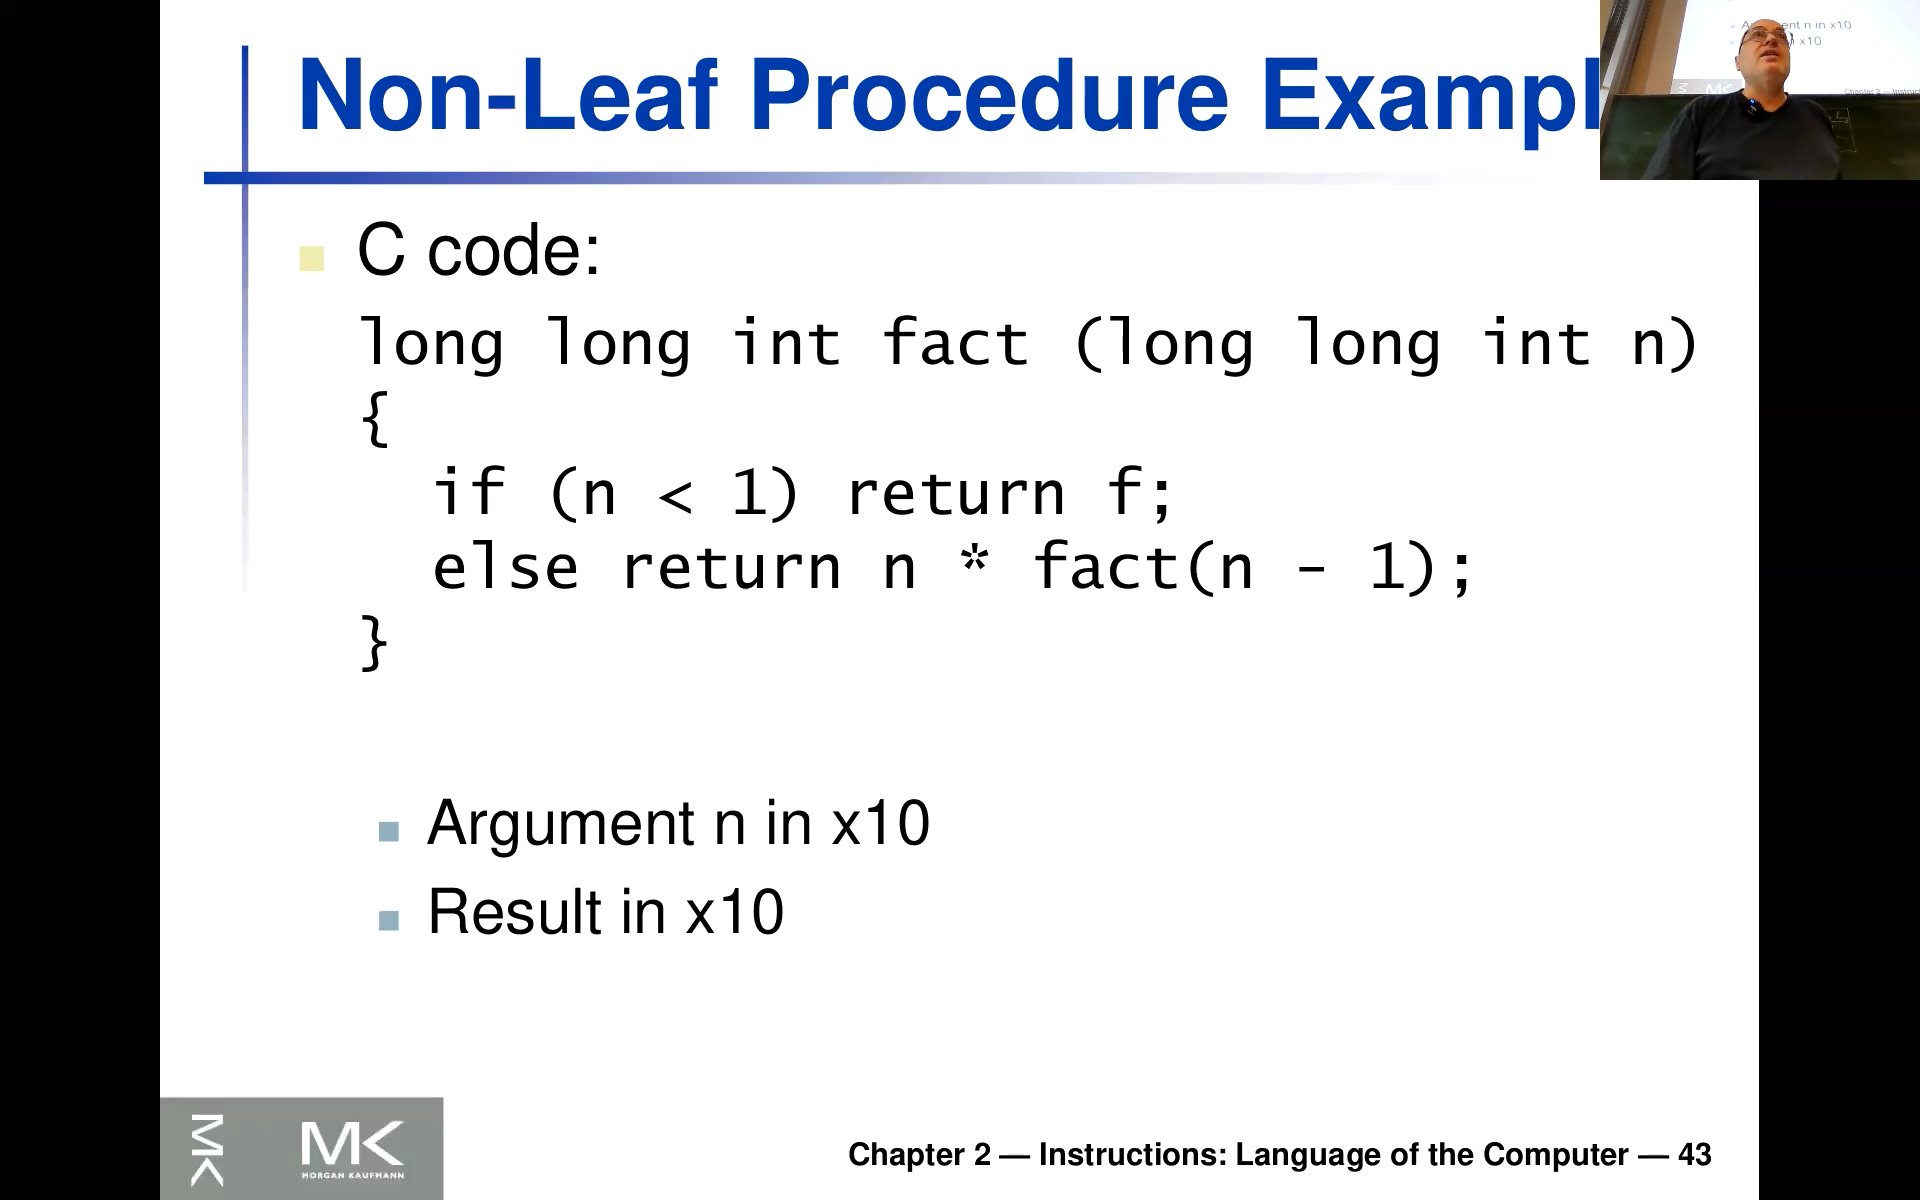 Non-Leaf Procedure Exampl
C code:
long long int fact (long long int n)
{
if (n < 1) return f;
else return n * fact(n - 1);
}
Argument n in x10
Result in x10
MK
MK
MORGAN KAUFMANN
Chapter 2 — Instructions: Language of the Computer — 43